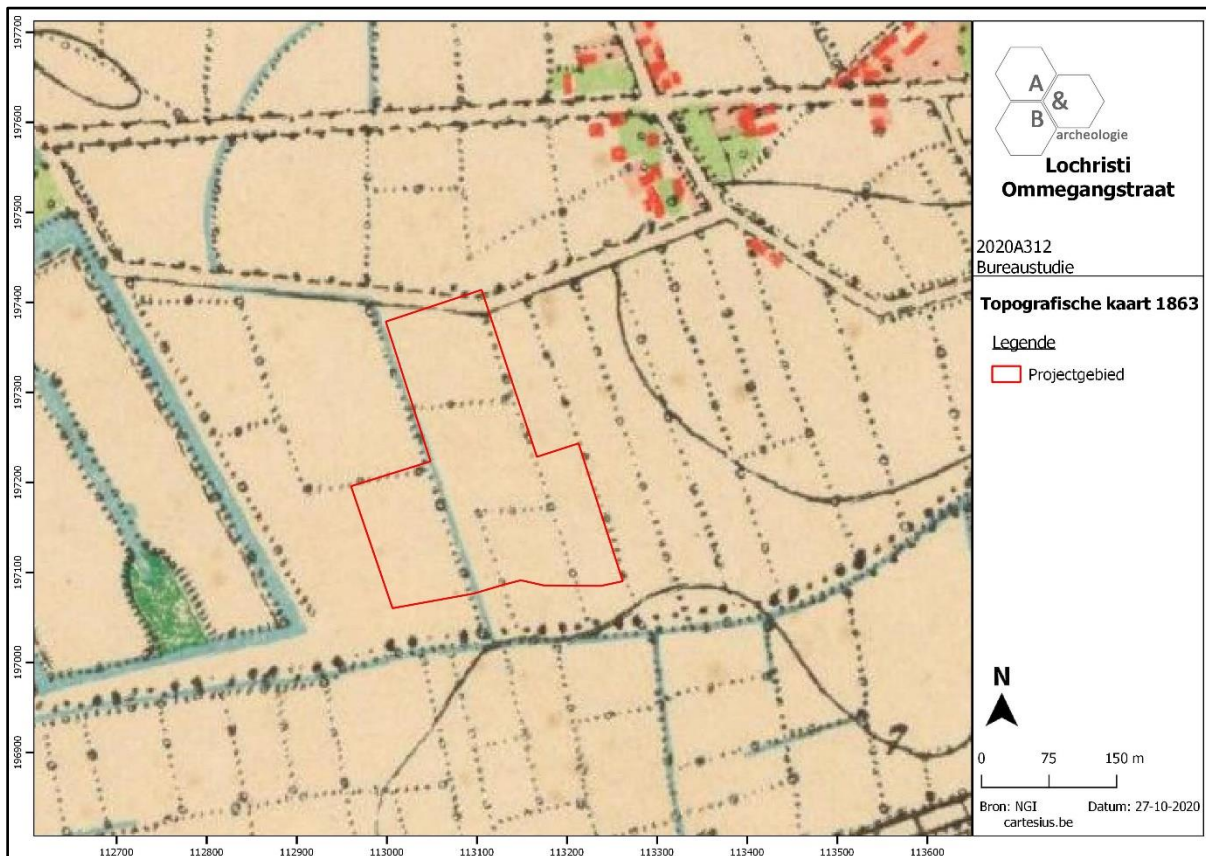 197700
197600
197500
197400
197300
197200
197100
197000
196900
112700
112800
112900
113000
113100
113200
113300
113400
113500
113600
7
A
&
B
archeologie
Lochristi
Ommegangstraat
2020A312
Bureaustudie
Topografische kaart 1863
Legende
Projectgebied
N
0 75 150 m
Bron: NGI Datum: 27-10-2020
cartesius.be